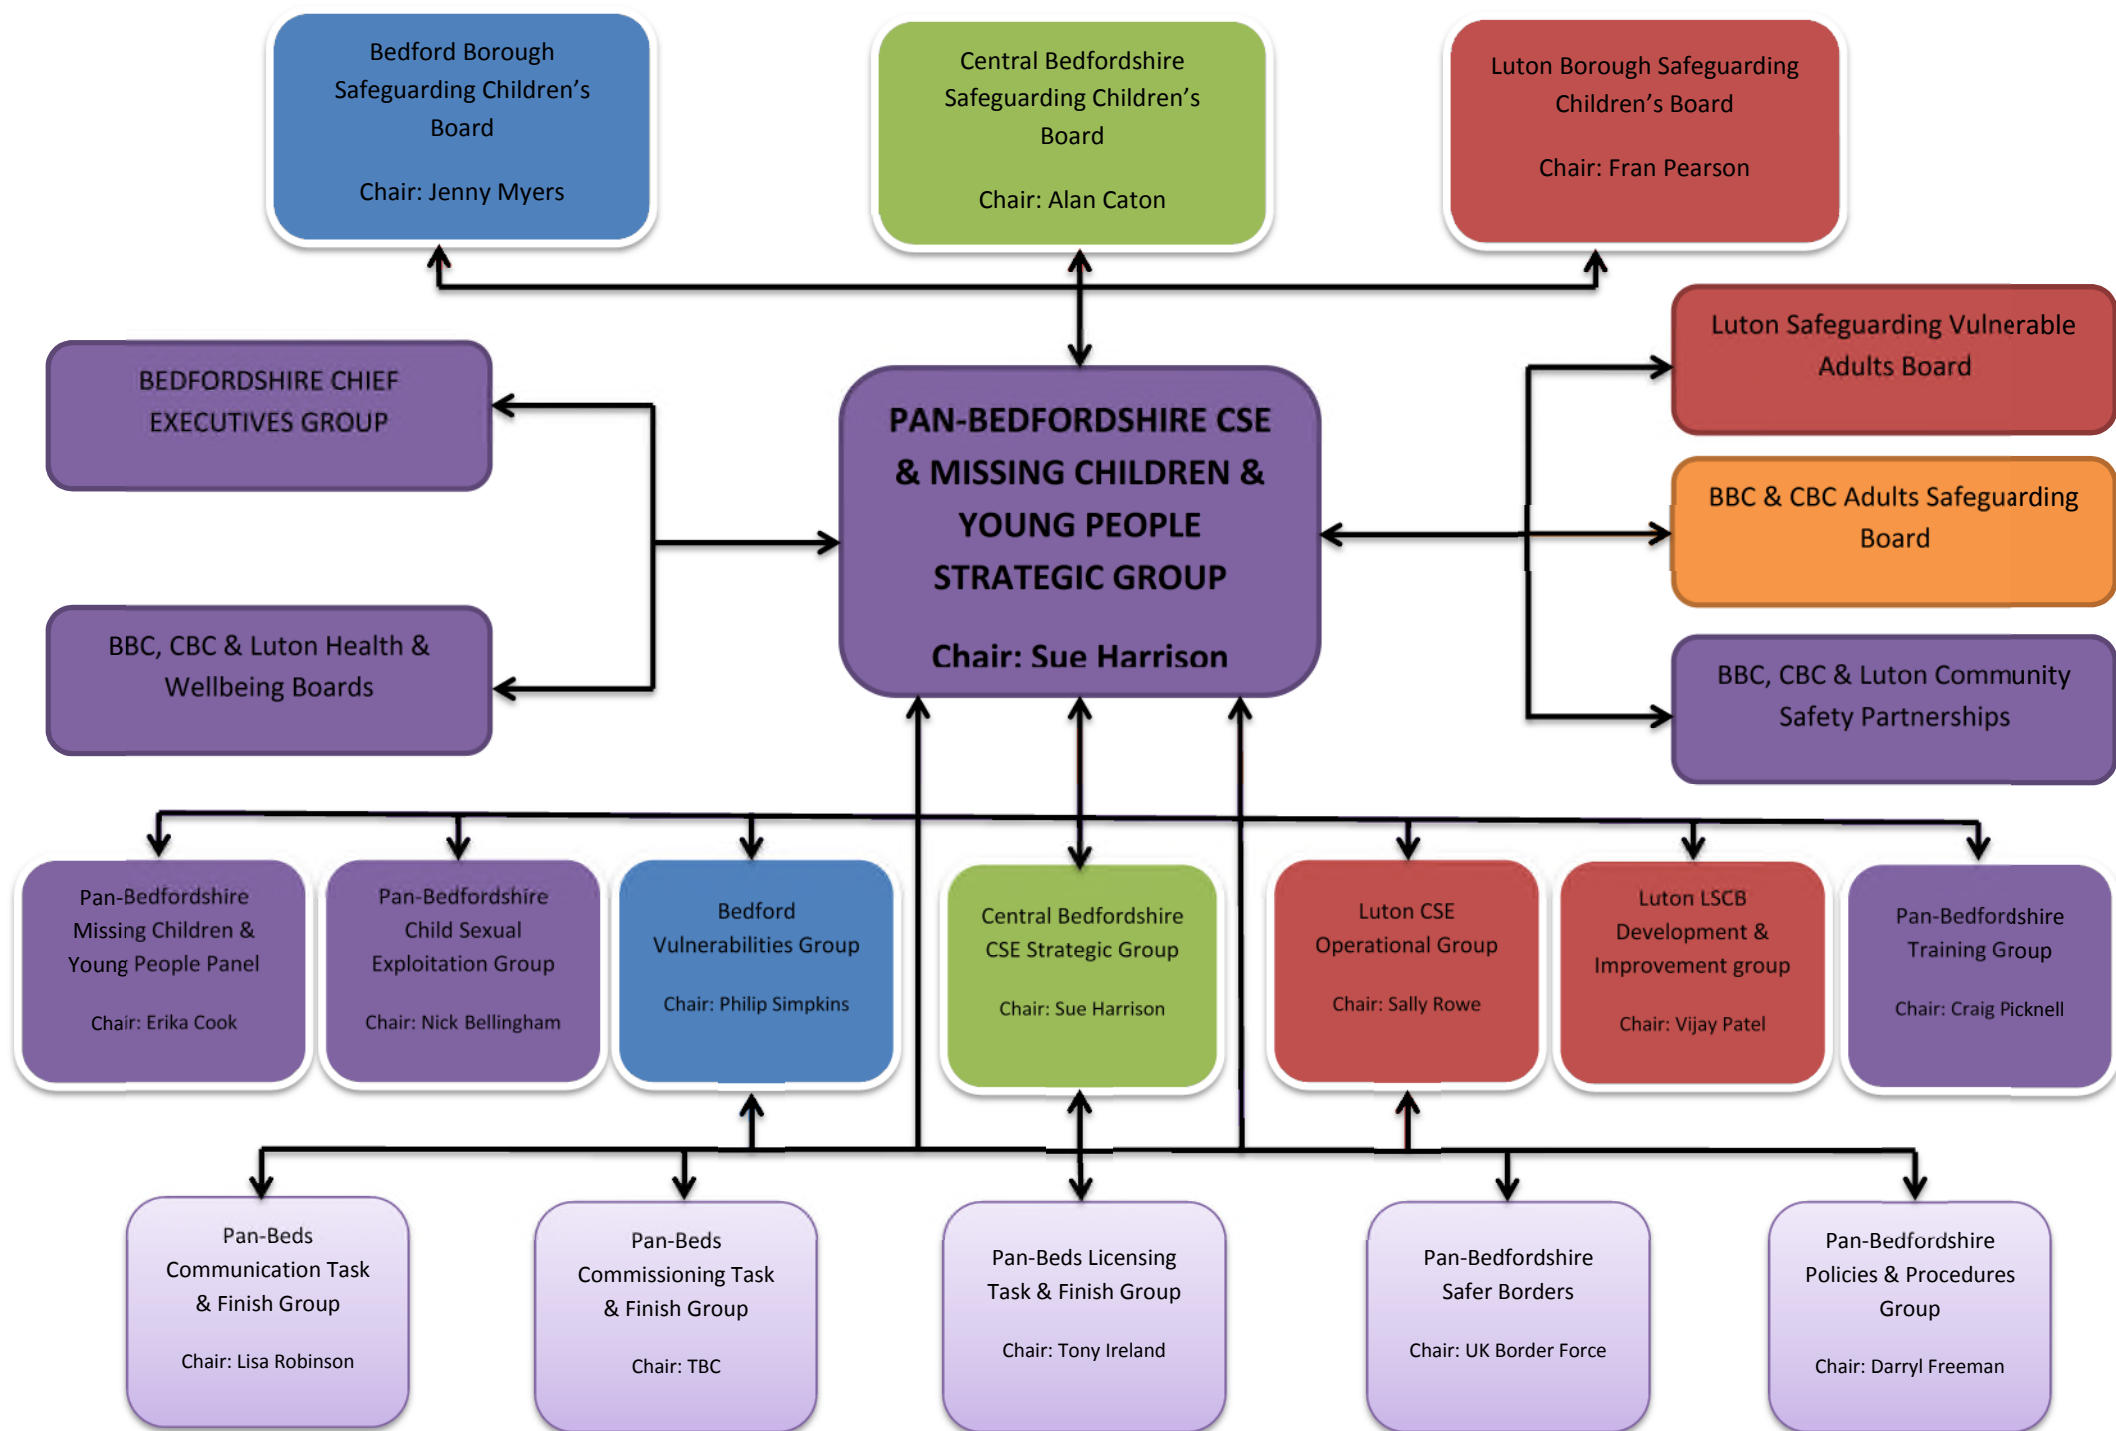 Bedford Borough
Safeguarding Children’s
Board
Chair: Jenny Myers
Central Bedfordshire
Safeguarding Children’s
Board
Chair: Alan Caton
Luton Borough Safeguarding
Children’s Board
Chair: Fran Pearson
BEDFORDSHIRE CHIEF
EXECUTIVES GROUP
BBC, CBC & Luton Health &
Wellbeing Boards
PAN-BEDFORDSHIRE CSE
& MISSING CHILDREN &
YOUNG PEOPLE
STRATEGIC GROUP
Chair: Sue Harrison
Luton Safeguarding Vulnerable
Adults Board
BBC & CBC Adults Safeguarding
Board
BBC, CBC & Luton Community
Safety Partnerships
Pan-Bedfordshire
Missing Children &
Young People Panel
Chair: Erika Cook
Pan-Bedfordshire
Child Sexual
Exploitation Group
Chair: Nick Bellingham
Bedford
Vulnerabilities Group
Chair: Philip Simpkins
Central Bedfordshire
CSE Strategic Group
Chair: Sue Harrison
Luton CSE
Operational Group
Chair: Sally Rowe
Luton LSCB
Development &
Improvement group
Chair: Vijay Patel
Pan-Bedfordshire
Training Group
Chair: Craig Picknell
Pan-Beds
Communication Task
& Finish Group
Chair: Lisa Robinson
Pan-Beds
Commissioning Task
& Finish Group
Chair: TBC
Pan-Beds Licensing
Task & Finish Group
Chair: Tony Ireland
Pan-Bedfordshire
Safer Borders
Chair: UK Border Force
Pan-Bedfordshire
Policies & Procedures
Group
Chair: Darryl Freeman